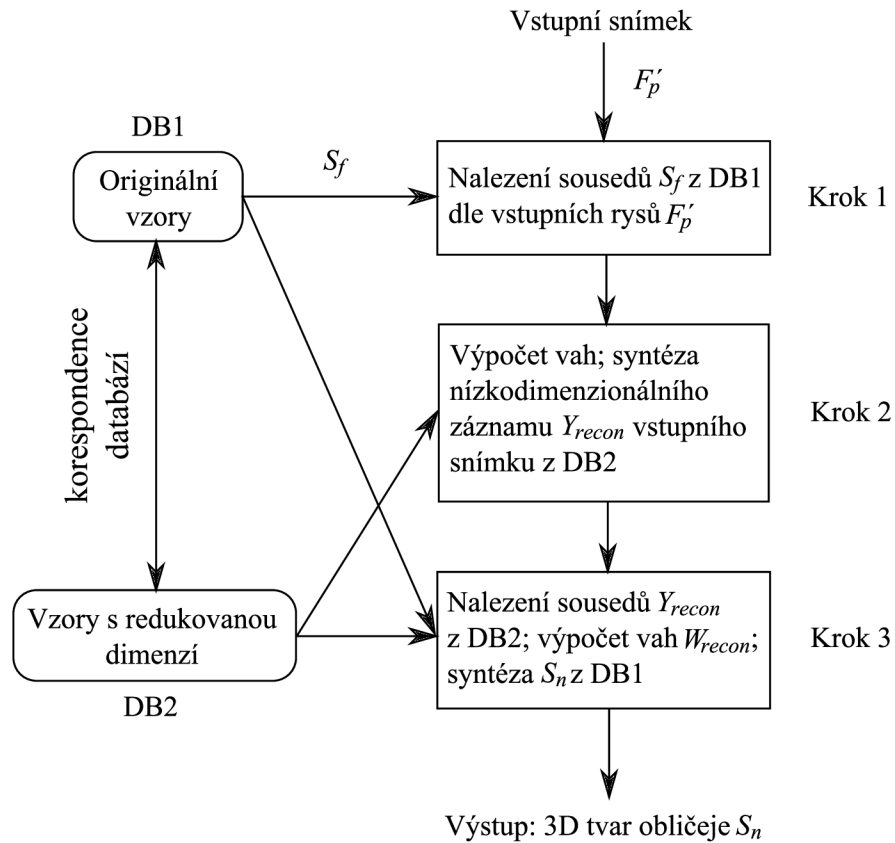 Vstupní snímek
F′p
DB1
Originální
vzory
Sf
Nalezení sousedů Sf z DB1
dle vstupních rysů F′p
Krok 1
korespondence
databází
Výpočet vah; syntéza
nízkodimenzionálního
záznamu Yrecon vstupního
snímku z DB2
Krok 2
Vzory s redukovanou
dimenzí
DB2
Nalezení sousedů Yrecon
z DB2; výpočet vah Wrecon;
syntéza Sn z DB1
Krok 3
Výstup: 3D tvar obličeje Sn